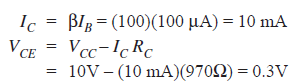 I_C = βI_B = (100)(100 μA) = 10 mA
V_CE = V_CC – I_C R_C
= 10V – (10 mA)(970Ω) = 0.3V